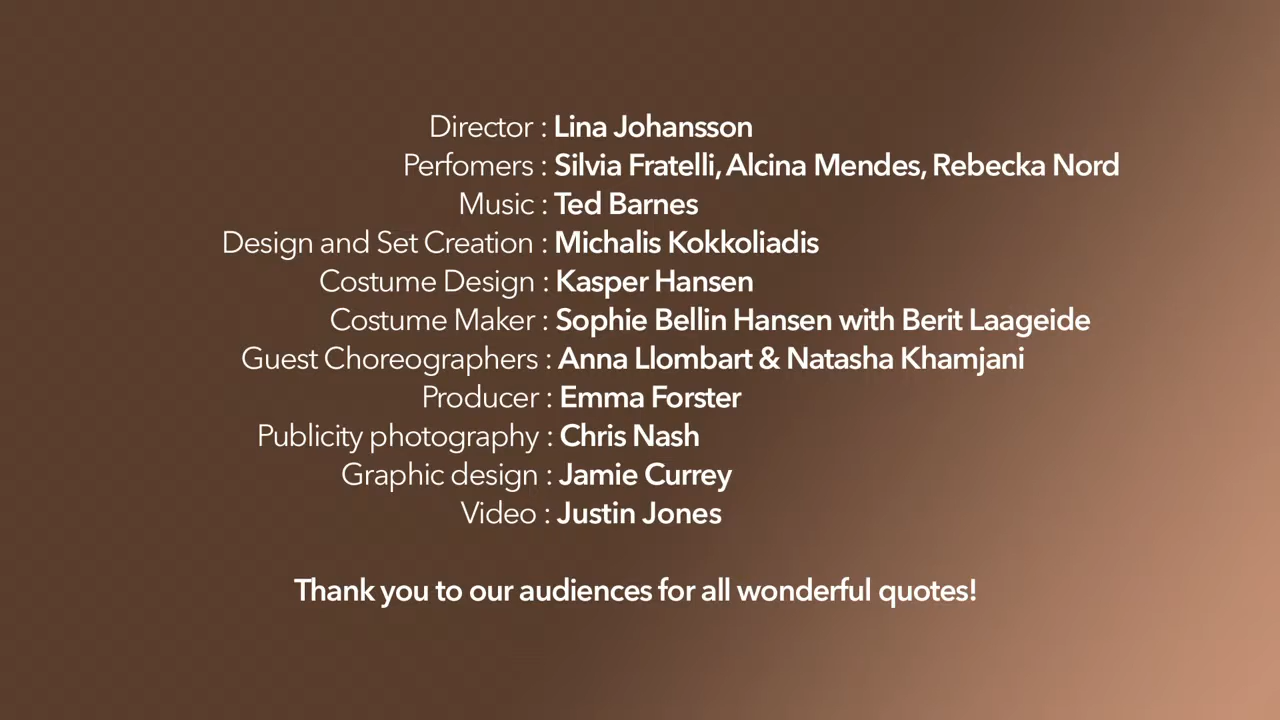 Director : Lina Johansson
Perfomers : Silvia Fratelli, Alcina Mendes, Rebecka Nord
Music : Ted Barnes
Design and Set Creation : Michalis Kokkoliadis
Costume Design : Kasper Hansen
Costume Maker : Sophie Bellin Hansen with Berit Laageide
Guest Choreographers : Anna Llombart & Natasha Khamjani
Producer : Emma Forster
Publicity photography : Chris Nash
Graphic design : Jamie Currey
Video : Justin Jones
Thank you to our audiences for all wonderful quotes!